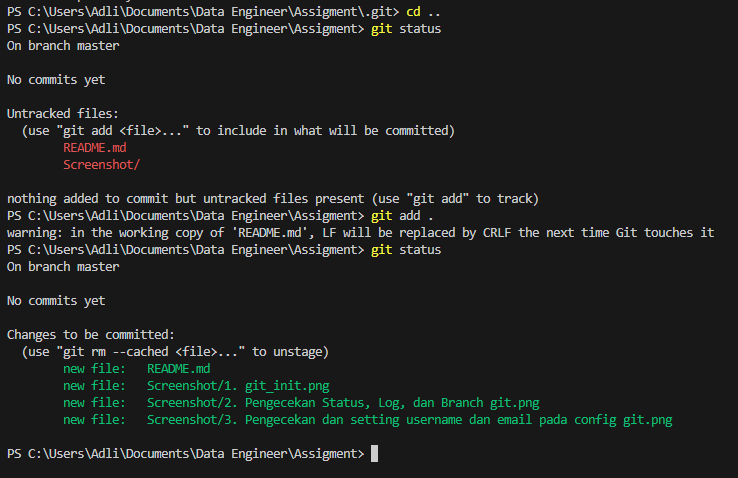 PS C:\Users\Adli\Documents\Data Engineer\Assigment\.git> cd ..
PS C:\Users\Adli\Documents\Data Engineer\Assigment> git status
On branch master
No commits yet
Untracked files:
(use "git add <file>..." to include in what will be committed)
README.md
Screenshot/
nothing added to commit but untracked files present (use "git add" to track)
PS C:\Users\Adli\Documents\Data Engineer\Assigment> git add .
warning: in the working copy of 'README.md', LF will be replaced by CRLF the next time Git touches it
PS C:\Users\Adli\Documents\Data Engineer\Assigment> git status
On branch master
No commits yet
Changes to be committed:
(use "git rm --cached <file>..." to unstage)
new file:   README.md
new file:   Screenshot/1. git_init.png
new file:   Screenshot/2. Pengecekan Status, Log, dan Branch git.png
new file:   Screenshot/3. Pengecekan dan setting username dan email pada config git.png
PS C:\Users\Adli\Documents\Data Engineer\Assigment>